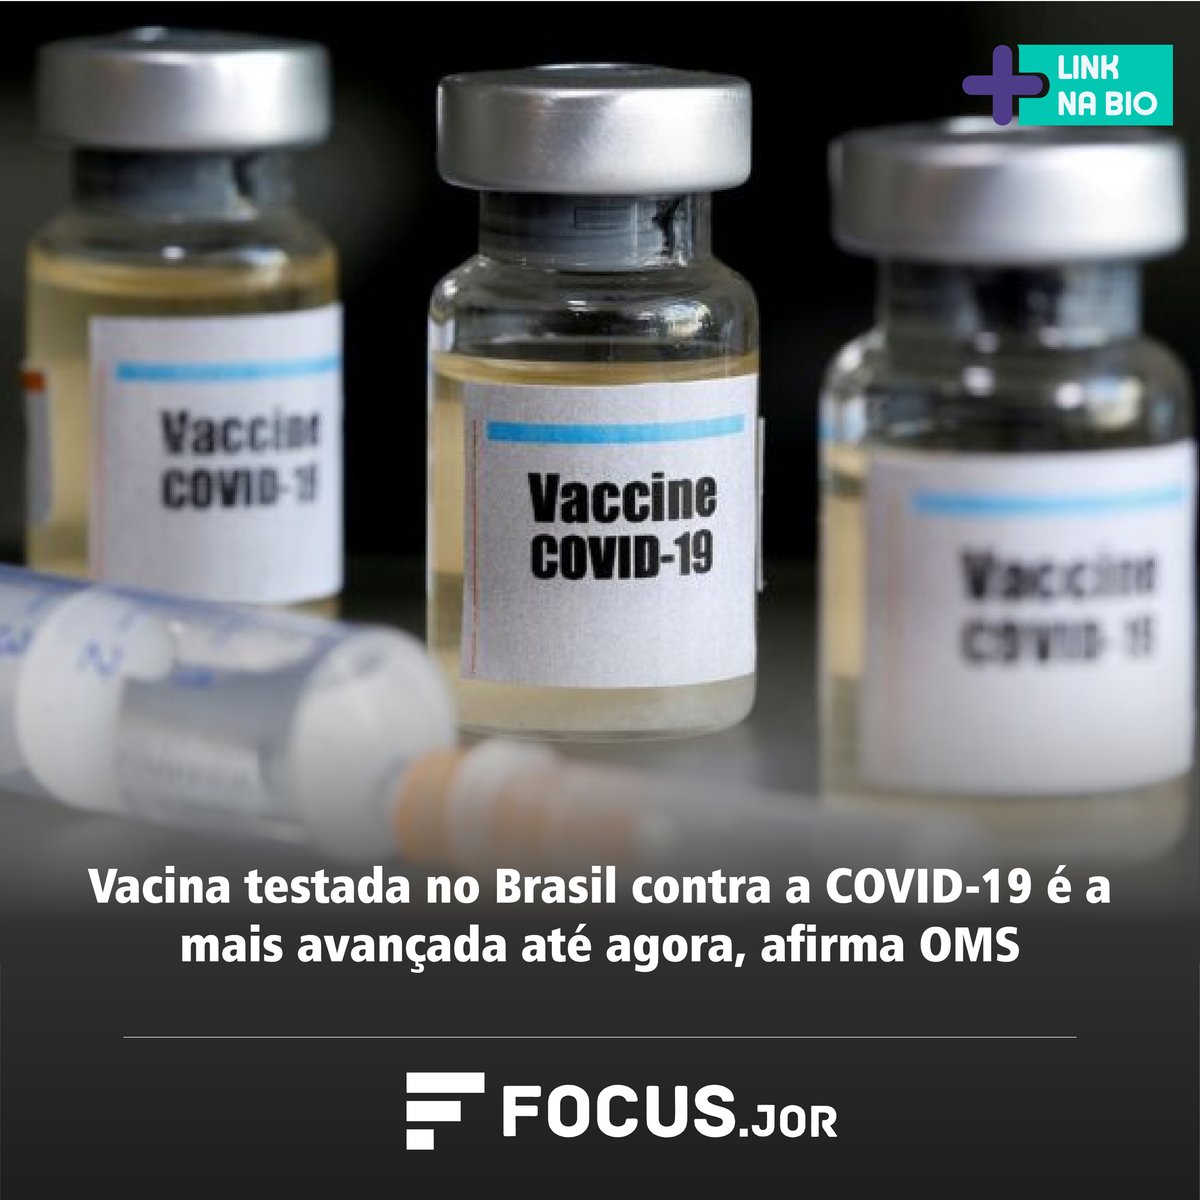 LINK
NA BIO
Vaccine
COVID-19
Vaccine
COVID-19
Vaccine
COVID-19
Vacina testada no Brasil contra a COVID-19 é a
mais avançada até agora, afirma OMS
FOCUS.JOR